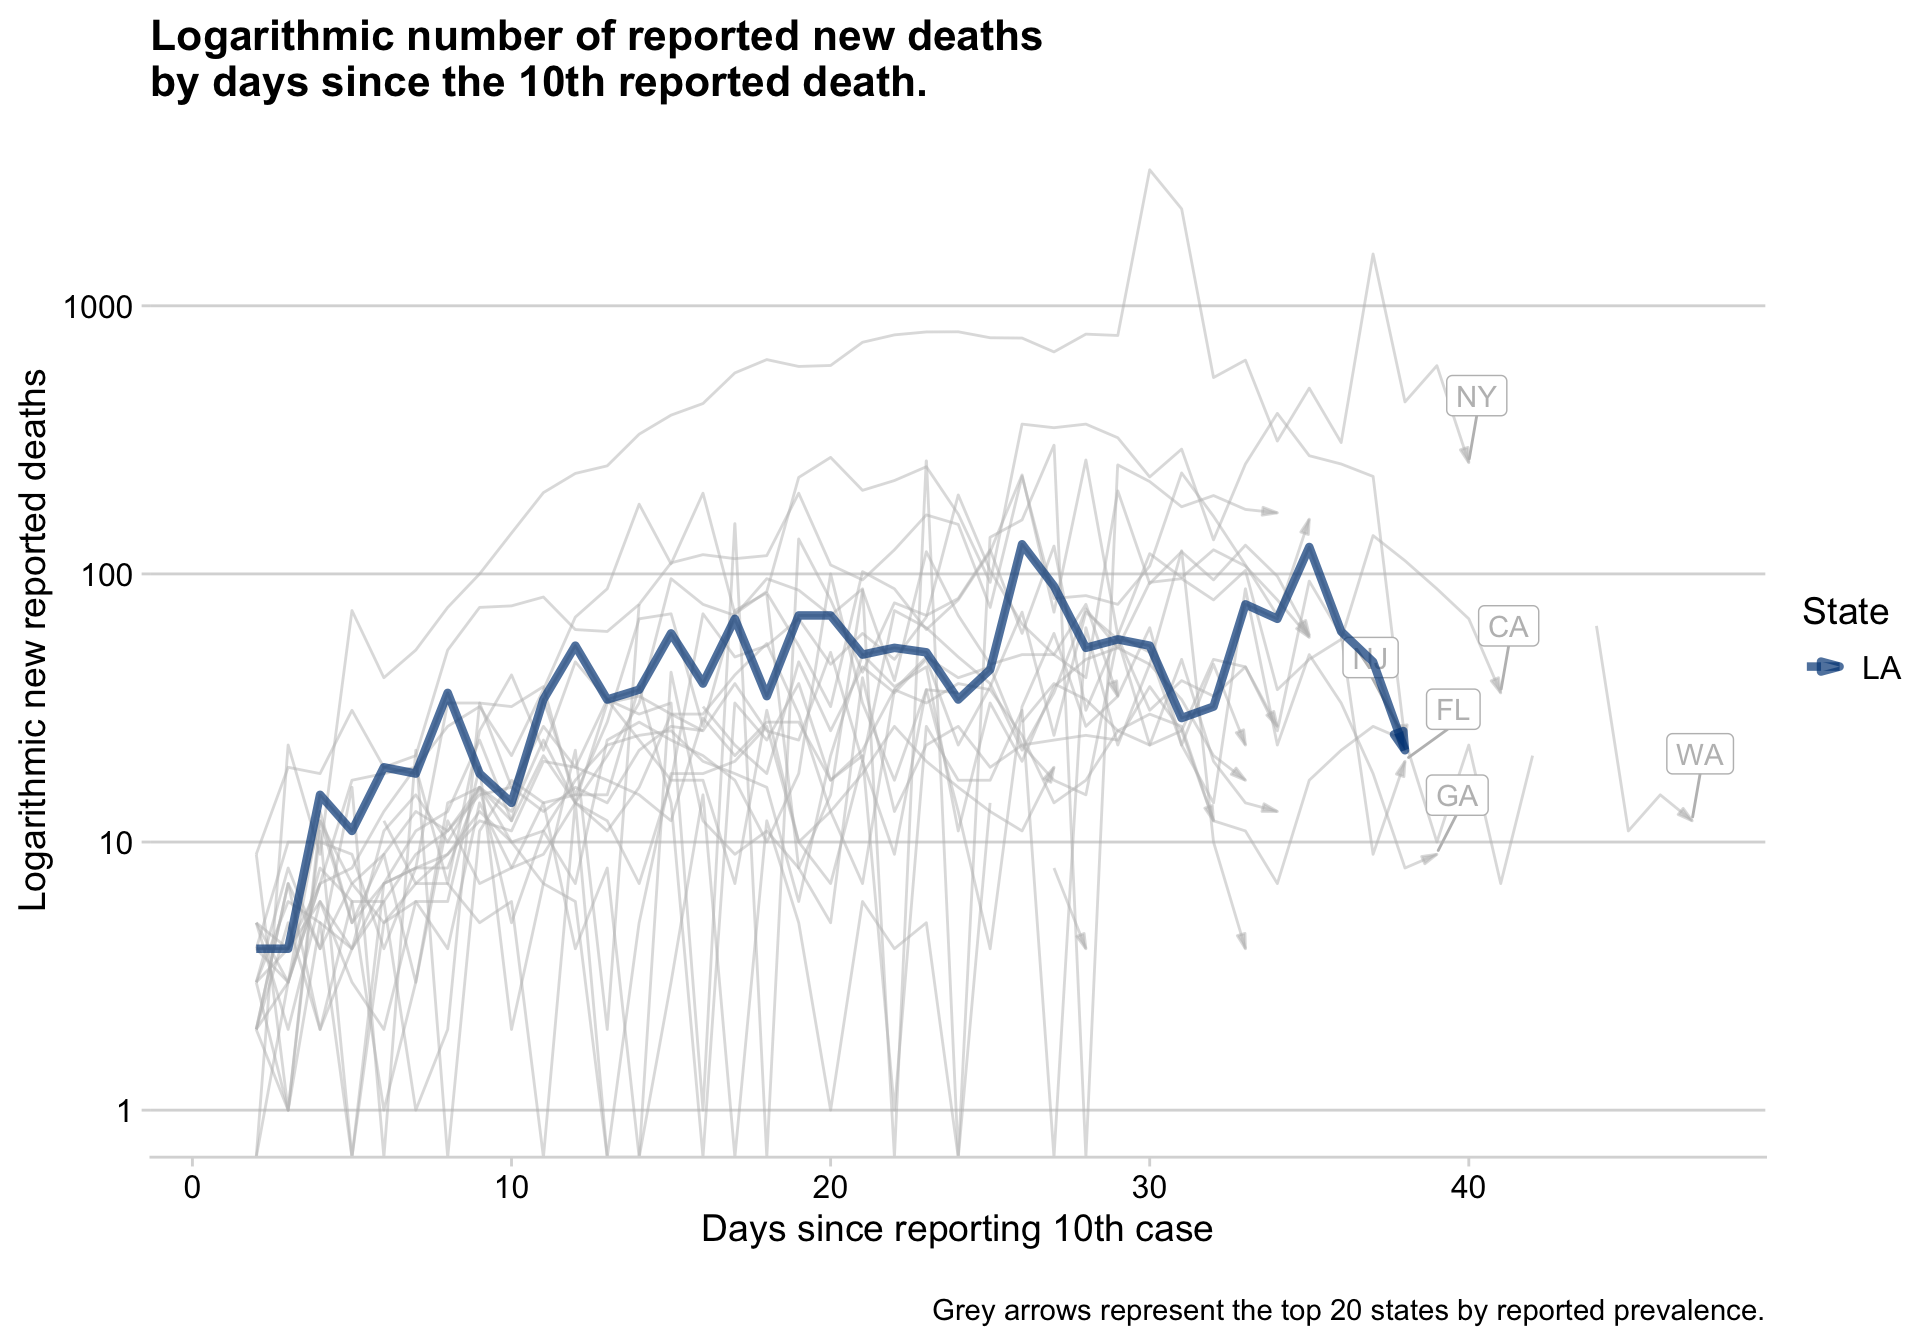 Logarithmic number of reported new deaths
by days since the 10th reported death.
Logarithmic new reported deaths
1000
100
10
1
NY
CA
NJ
FL
WA
GA
State
LA
0
10
20
30
40
Days since reporting 10th case
Grey arrows represent the top 20 states by reported prevalence.